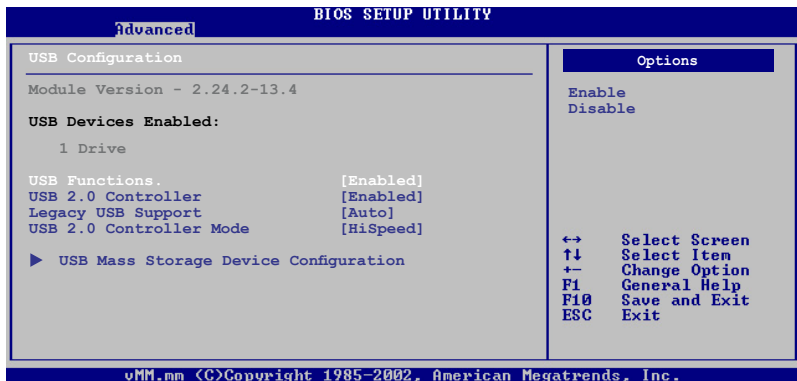 BIOS SETUP UTILITY
Advanced
USB Configuration
Module Version - 2.24.2-13.4
USB Devices Enabled:
1 Drive
USB Functions. [Enabled]
USB 2.0 Controller [Enabled]
Legacy USB Support [Auto]
USB 2.0 Controller Mode [HiSpeed]
USB Mass Storage Device Configuration
Options
Enable
Disable
←→ Select Screen
↑↓ Select Item
+- Change Option
F1 General Help
F10 Save and Exit
ESC Exit
vMM.mm (C)Copyright 1985-2002, American Megatrends, Inc.